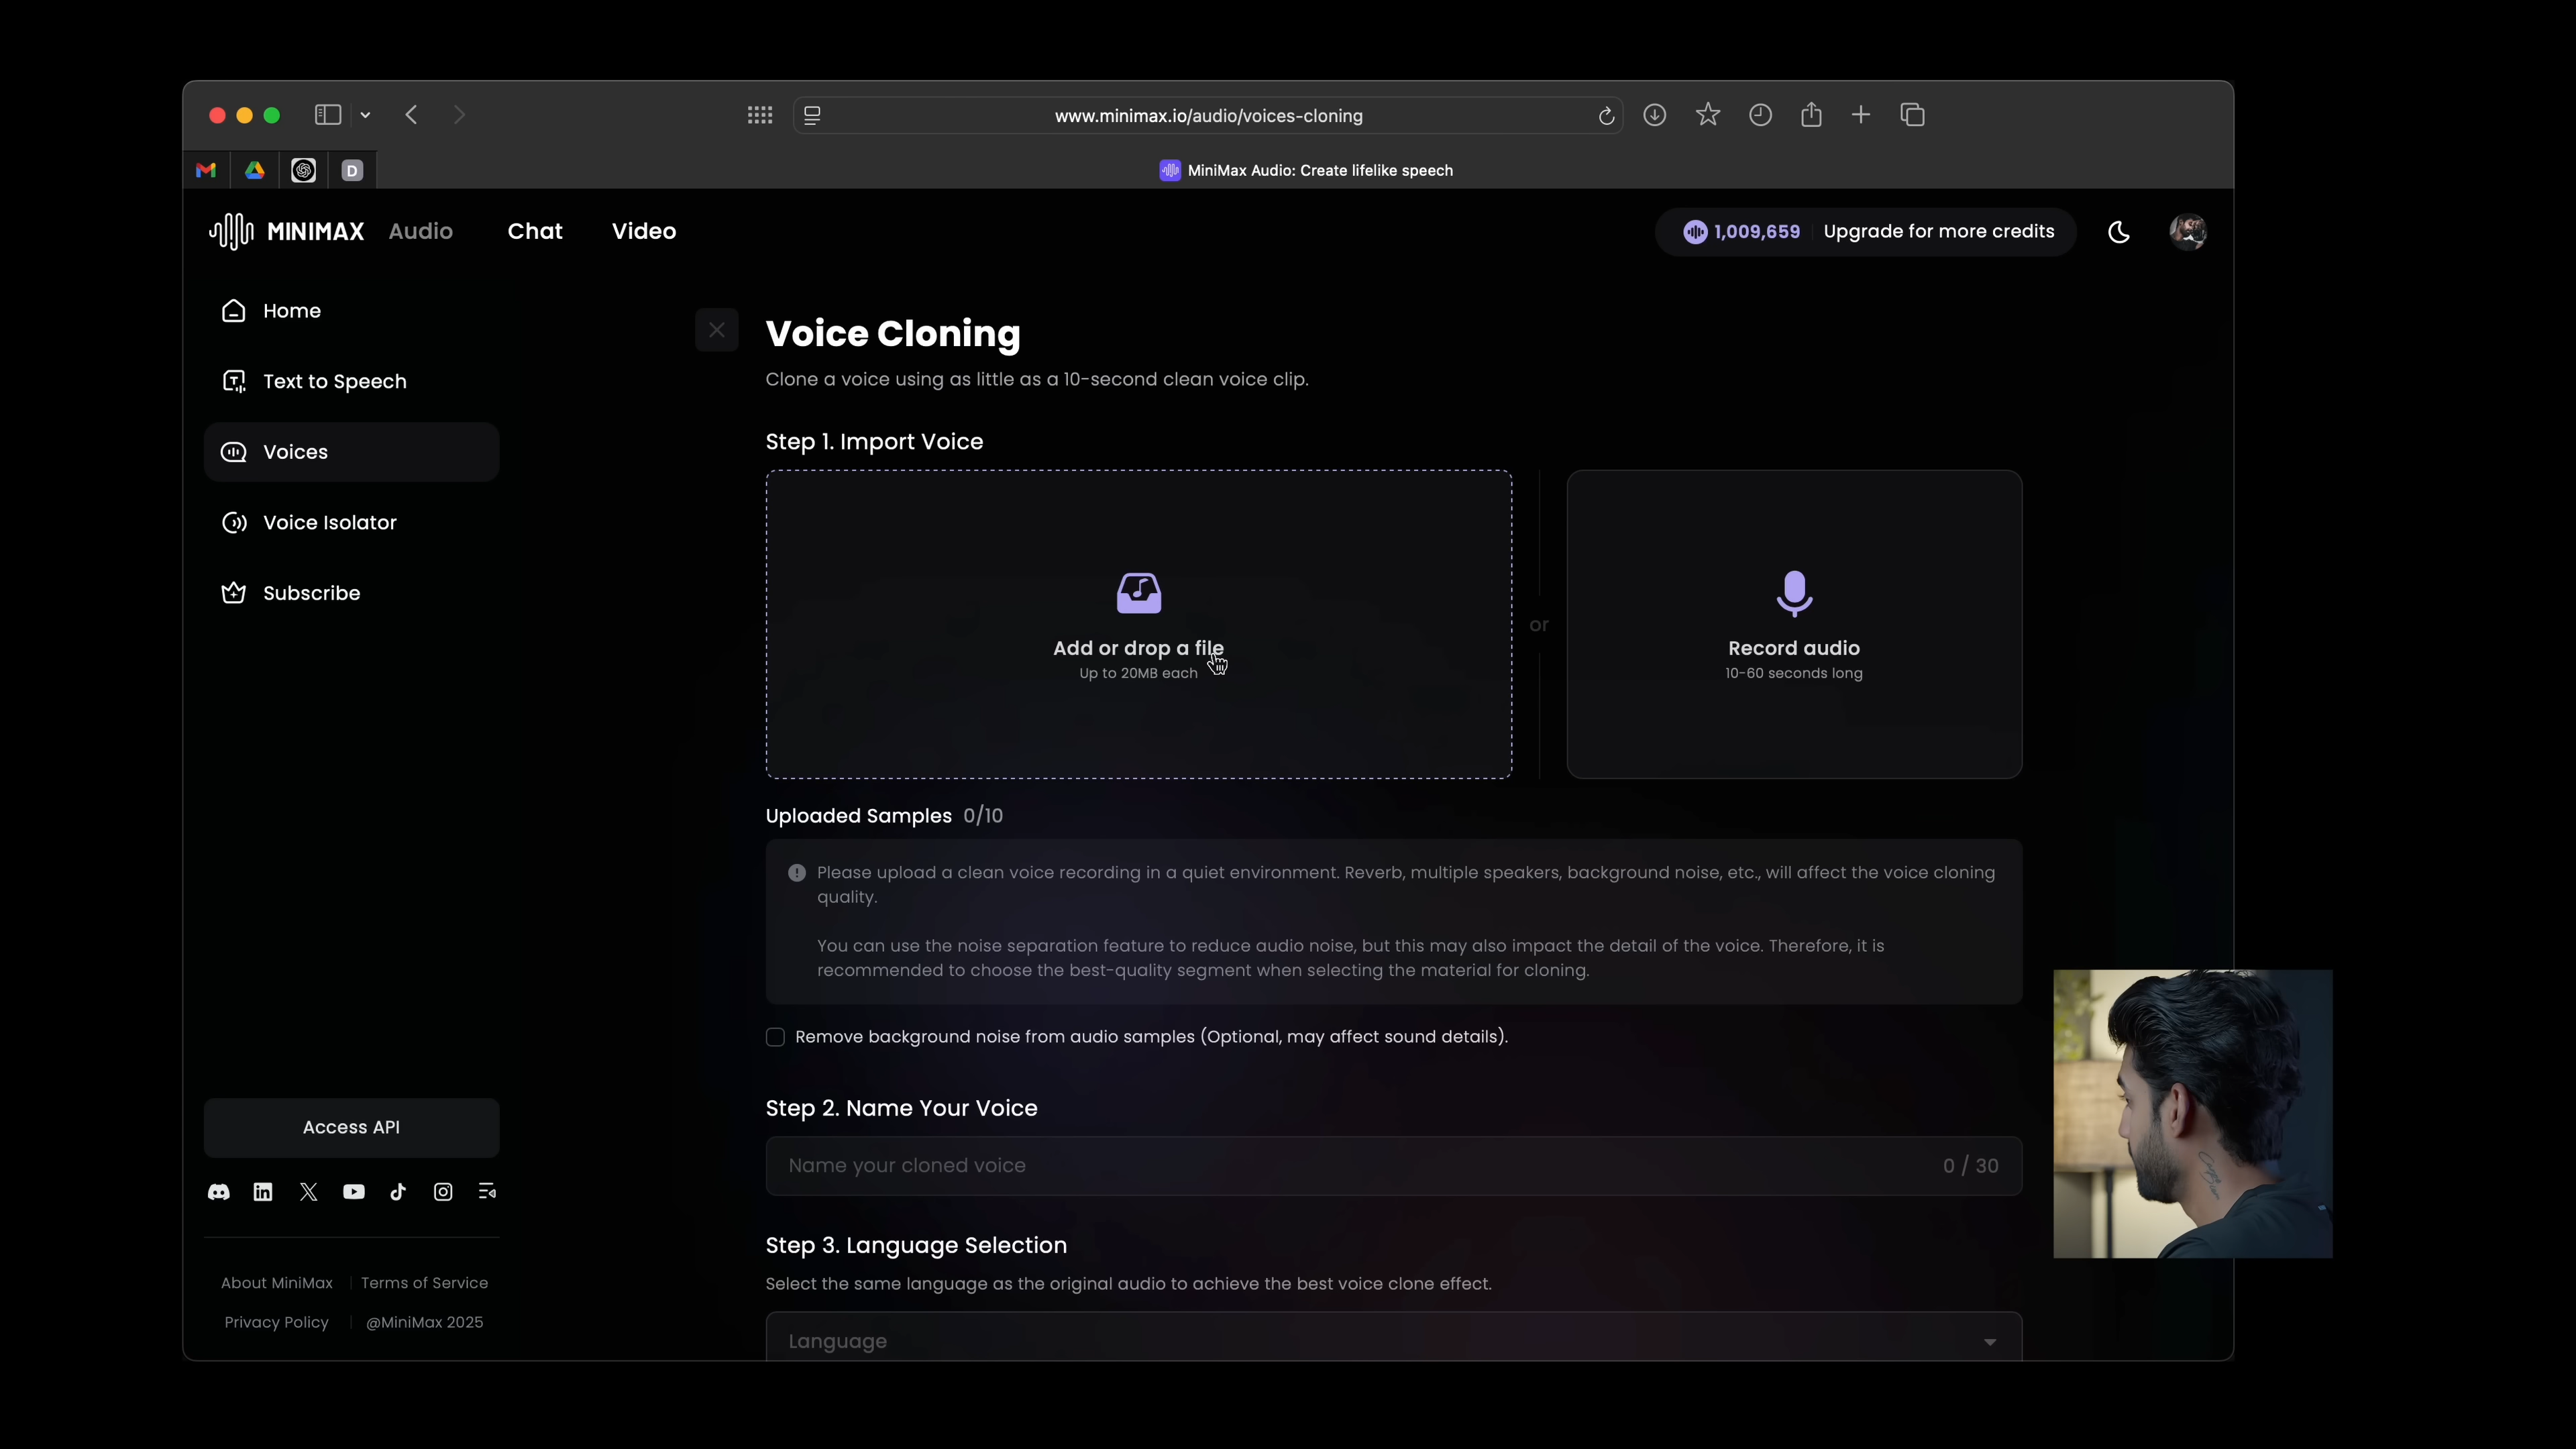 www.minimax.io/audio/voices-cloning
D
MiniMax Audio: Create lifelike speech
MINIMAX Audio Chat Video
1,009,659 Upgrade for more credits
Home
Text to Speech
Voices
Voice Isolator
Subscribe
Access API
About MiniMax Terms of Service
Privacy Policy @MiniMax 2025
Voice Cloning
Clone a voice using as little as a 10-second clean voice clip.
Step 1. Import Voice
Add or drop a file
Up to 20MB each
or
Record audio
10-60 seconds long
Uploaded Samples 0/10
Please upload a clean voice recording in a quiet environment. Reverb, multiple speakers, background noise, etc., will affect the voice cloning
quality.
You can use the noise separation feature to reduce audio noise, but this may also impact the detail of the voice. Therefore, it is
recommended to choose the best-quality segment when selecting the material for cloning.
Remove background noise from audio samples (Optional, may affect sound details).
Step 2. Name Your Voice
Name your cloned voice 0 / 30
Step 3. Language Selection
Select the same language as the original audio to achieve the best voice clone effect.
Language